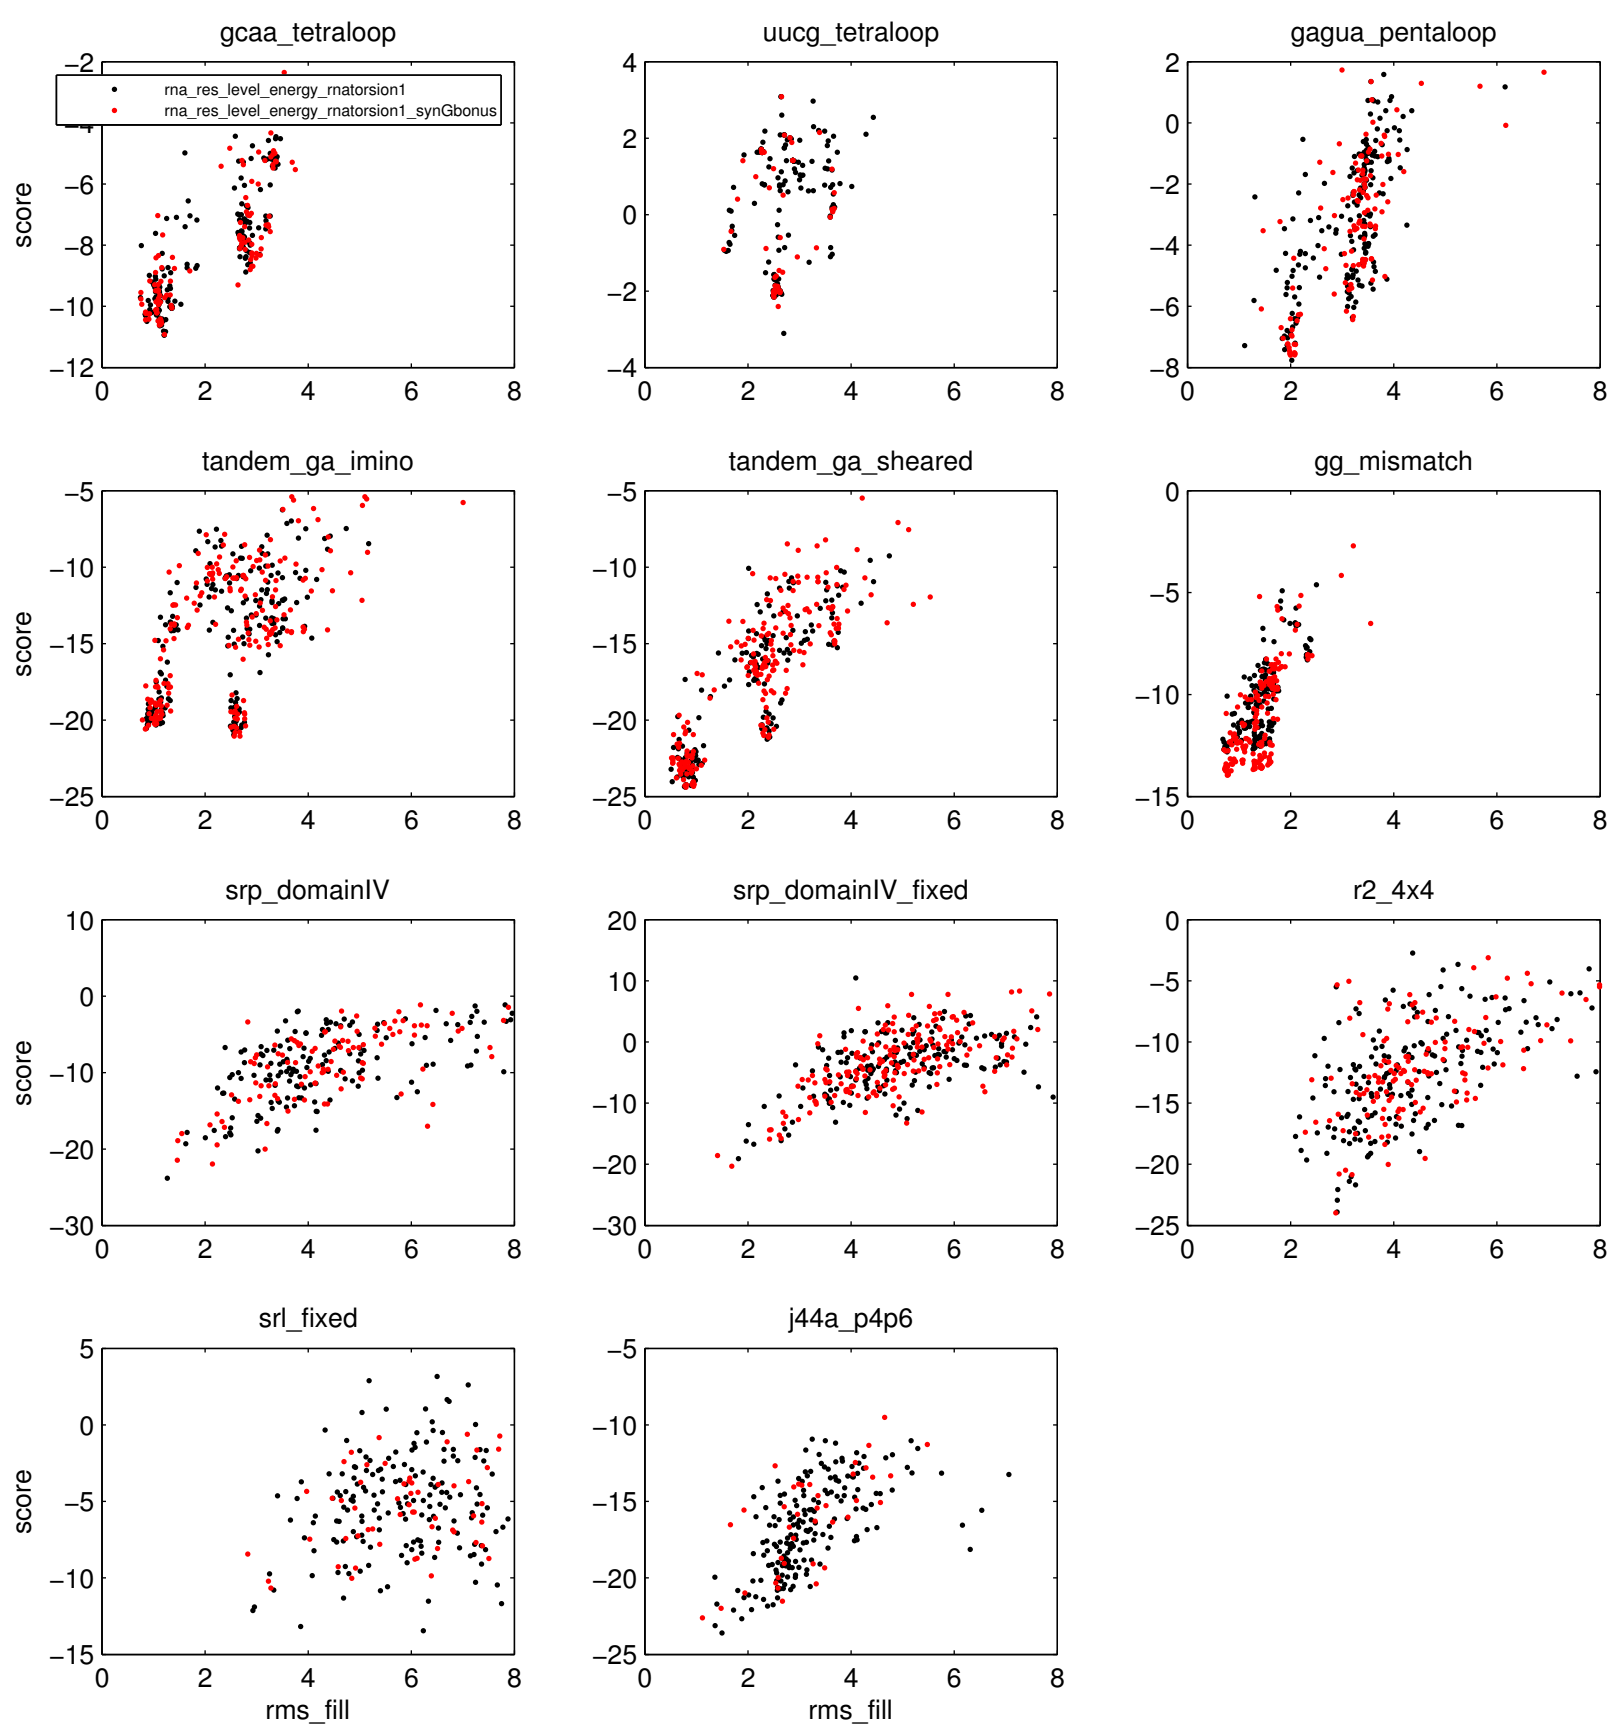 gcaa_tetraloop
uucg_tetraloop
gagua_pentaloop
−2
−4
−6
−8
−10
−12
score
rna_res_level_energy_rnatorsion1
rna_res_level_energy_rnatorsion1_synGbonus
0 2 4 6 8
4
2
0
−2
−4
0 2 4 6 8
2
0
−2
−4
−6
−8
0 2 4 6 8
tandem_ga_imino
tandem_ga_sheared
gg_mismatch
−5
−10
−15
−20
−25
score
0 2 4 6 8
−5
−10
−15
−20
−25
0 2 4 6 8
0
−5
−10
−15
0 2 4 6 8
srp_domainIV
srp_domainIV_fixed
r2_4x4
10
0
−10
−20
−30
score
0 2 4 6 8
20
10
0
−10
−20
−30
0 2 4 6 8
0
−5
−10
−15
−20
−25
0 2 4 6 8
srl_fixed
j44a_p4p6
5
0
−5
−10
−15
score
0 2 4 6 8
rms_fill
−5
−10
−15
−20
−25
0 2 4 6 8
rms_fill